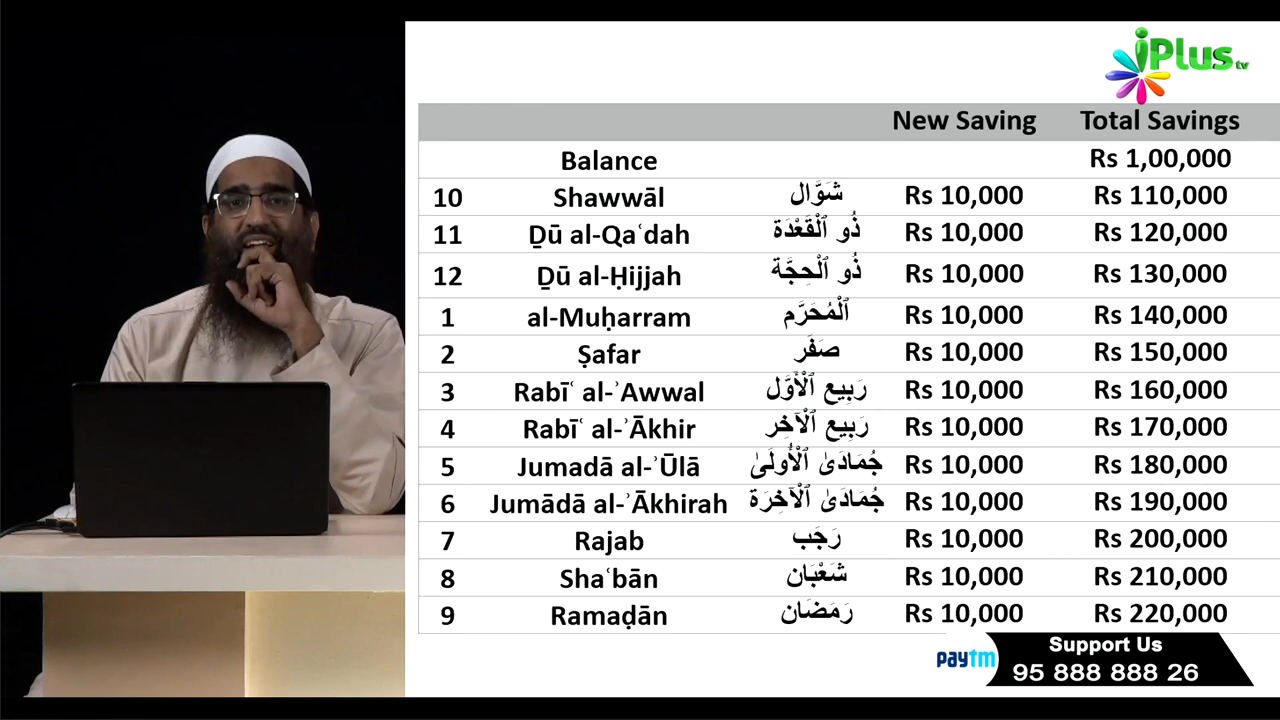 iPlus tv
New Saving Total Savings
Balance Rs 1,00,000
10 Shawwāl شَوَّال Rs 10,000 Rs 110,000
11 Ḏū al-Qaʿdah ذُو ٱلْقَعْدَة Rs 10,000 Rs 120,000
12 Ḏū al-Ḥijjah ذُو ٱلْحِجَّة Rs 10,000 Rs 130,000
1 al-Muḥarram ٱلْمُحَرَّم Rs 10,000 Rs 140,000
2 Ṣafar صَفَر Rs 10,000 Rs 150,000
3 Rabīʿ al-ʾAwwal رَبِيع ٱلْأَوَّل Rs 10,000 Rs 160,000
4 Rabīʿ al-ʾĀkhir رَبِيع ٱلْآخِر Rs 10,000 Rs 170,000
5 Jumadā al-ʾŪlā جُمَادَىٰ ٱلْأُولَىٰ Rs 10,000 Rs 180,000
6 Jumādā al-ʾĀkhirah جُمَادَىٰ ٱلْآخِرَة Rs 10,000 Rs 190,000
7 Rajab رَجَب Rs 10,000 Rs 200,000
8 Shaʿbān شَعْبَان Rs 10,000 Rs 210,000
9 Ramaḍān رَمَضَان Rs 10,000 Rs 220,000
Support Us
paytm 95 888 888 26